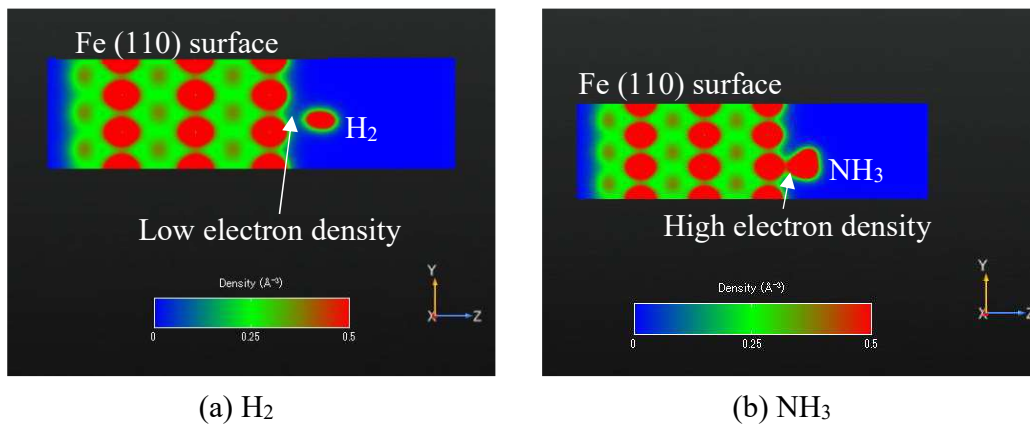 Fe (110) surface
H₂
Low electron density
Density (Å⁻³)
0 0.25 0.5
Y
X Z
(a) H₂
Fe (110) surface
NH₃
High electron density
Density (Å⁻³)
0 0.25 0.5
Y
X Z
(b) NH₃